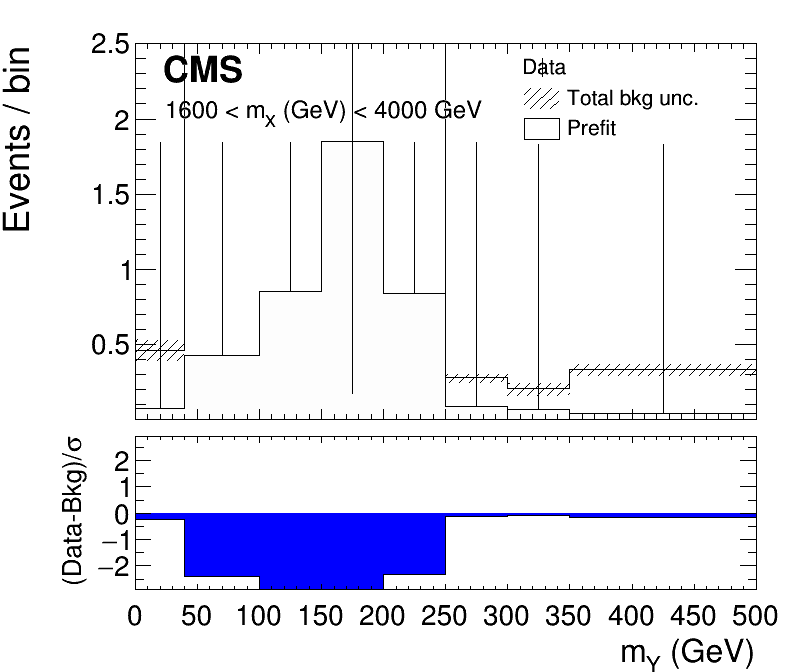 Events / bin
2.5
2
1.5
1
0.5
CMS
1600 < mX (GeV) < 4000 GeV
Data
Total bkg unc.
Prefit
(Data-Bkg)/σ
2
1
0
−1
−2
0 50 100 150 200 250 300 350 400 450 500
mY (GeV)